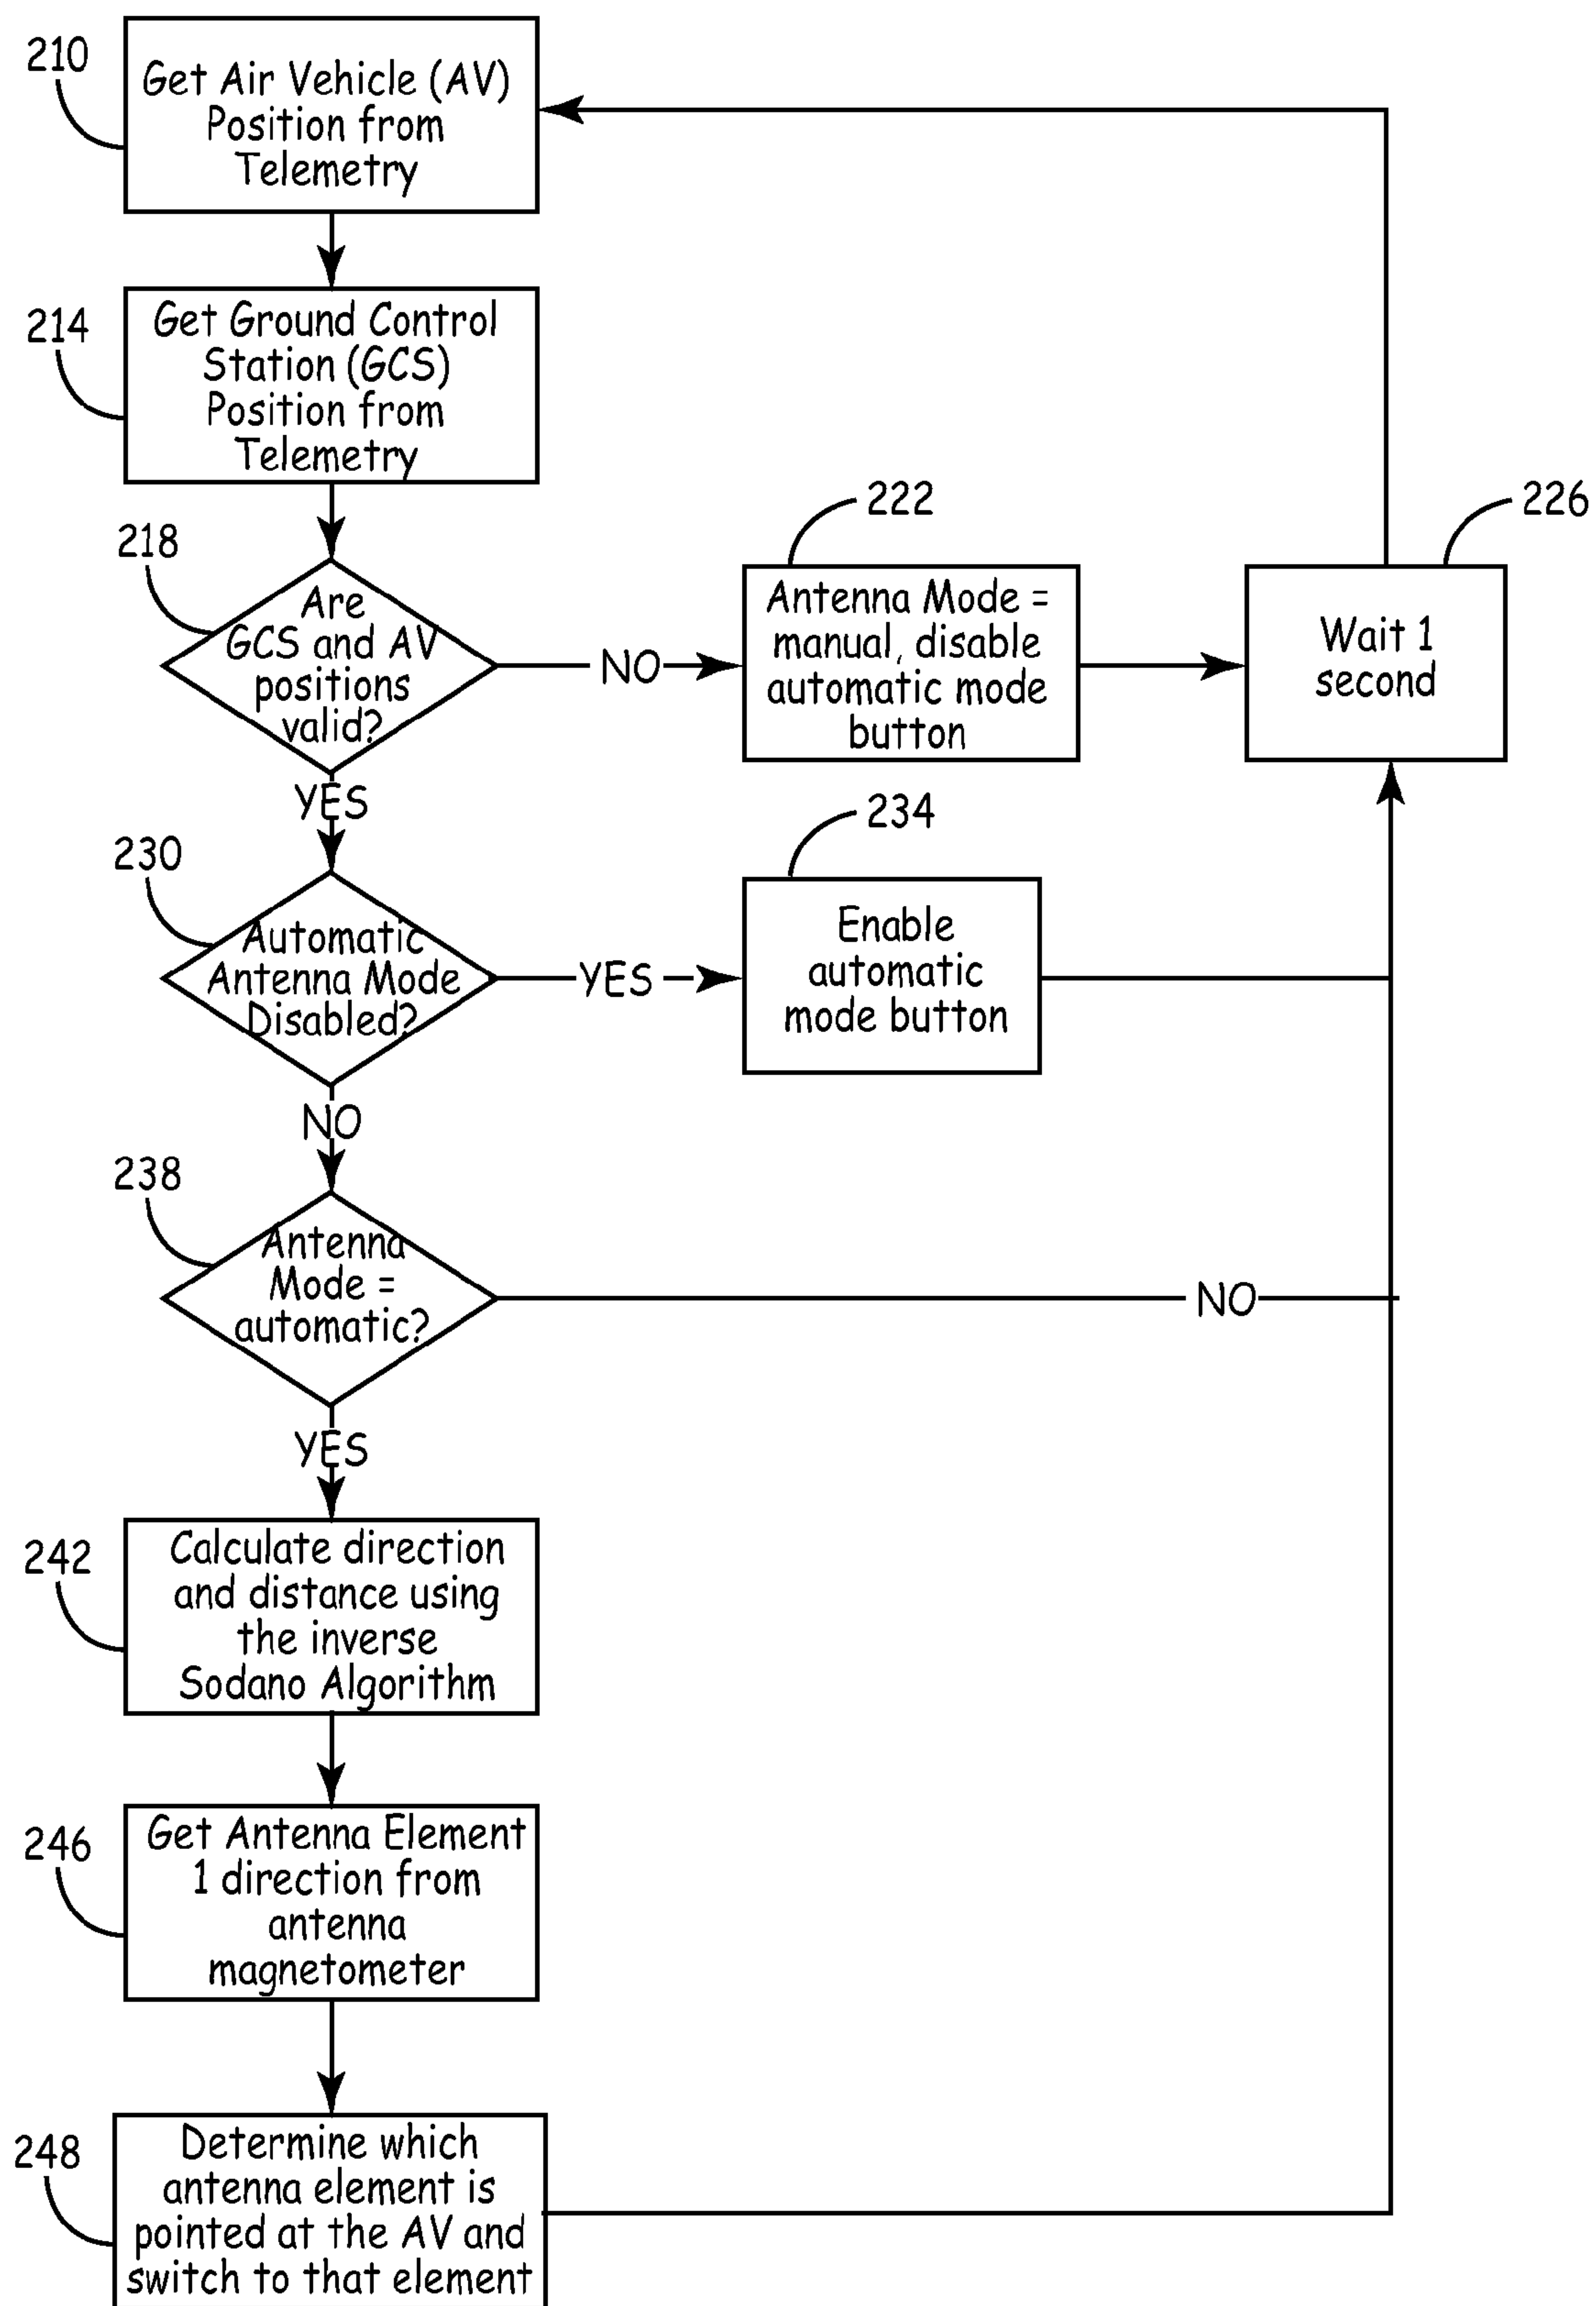 210
Get Air Vehicle (AV)
Position from
Telemetry
214
Get Ground Control
Station (GCS)
Position from
Telemetry
218
Are
GCS and AV
positions
valid?
NO
222
Antenna Mode =
manual, disable
automatic mode
button
226
Wait 1
second
YES
230
Automatic
Antenna Mode
Disabled?
YES
234
Enable
automatic
mode button
NO
238
Antenna
Mode =
automatic?
NO
YES
242
Calculate direction
and distance using
the inverse
Sodano Algorithm
246
Get Antenna Element
1 direction from
antenna
magnetometer
248
Determine which
antenna element is
pointed at the AV and
switch to that element